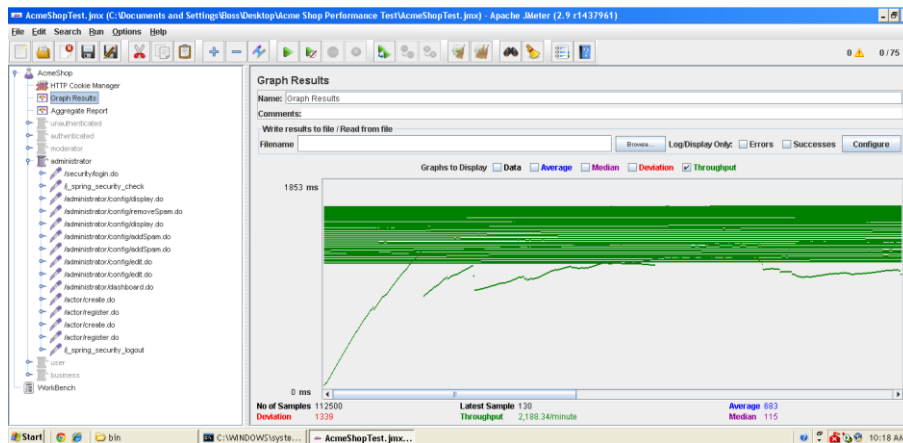 AcmeShopTest.jmx (C:\Documents and Settings\Boss\Desktop\Acme Shop Performance Test\AcmeShopTest.jmx) - Apache JMeter (2.9 r1437961)
File Edit Search Run Options Help
0 0/75
AcmeShop
HTTP Cookie Manager
Graph Results
Aggregate Report
unauthenticated
authenticated
moderator
administrator
/security/login.do
/j_spring_security_check
/administrator/config/display.do
/administrator/config/removeSpam.do
/administrator/config/display.do
/administrator/config/addSpam.do
/administrator/config/addSpam.do
/administrator/config/edit.do
/administrator/config/edit.do
/administrator/dashboard.do
/actor/create.do
/actor/register.do
/actor/create.do
/actor/register.do
/j_spring_security_logout
user
business
WorkBench
Graph Results
Name: Graph Results
Comments:
Write results to file / Read from file
Filename Browse... Log/Display Only: Errors Successes Configure
Graphs to Display Data Average Median Deviation Throughput
1853 ms
0 ms
No of Samples 112500 Latest Sample 130 Average 683
Deviation 1339 Throughput 2,188.34/minute Median 115
Start bin C:\WINDOWS\syste... AcmeShopTest.jmx... 10:18 AM